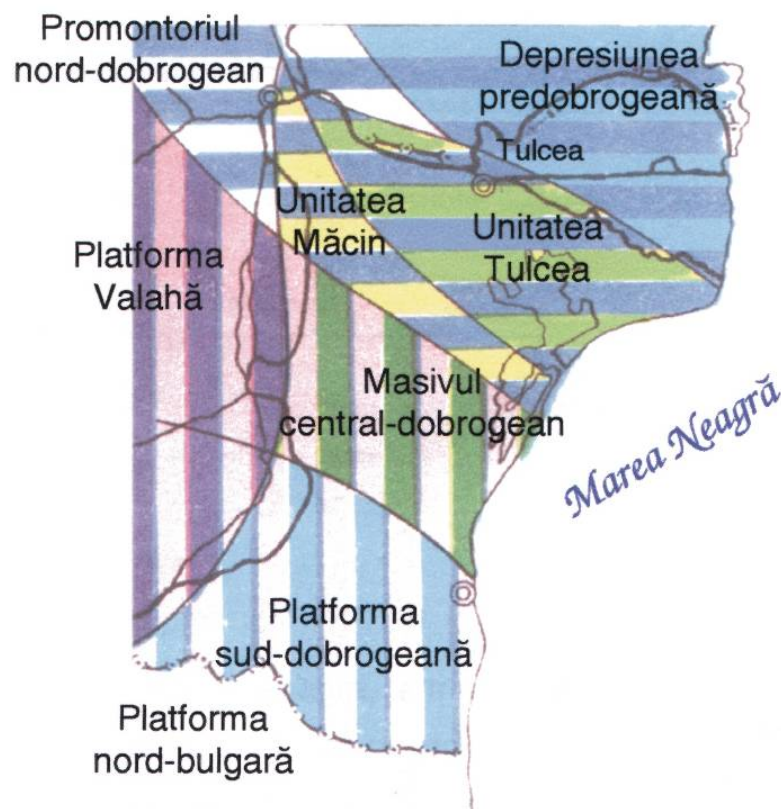 Promontoriul
nord-dobrogean
Depresiunea
predobrogeană
Tulcea
Unitatea
Măcin
Unitatea
Tulcea
Platforma
Valahă
Masivul
central-dobrogean
Marea Neagră
Platforma
sud-dobrogeană
Platforma
nord-bulgară